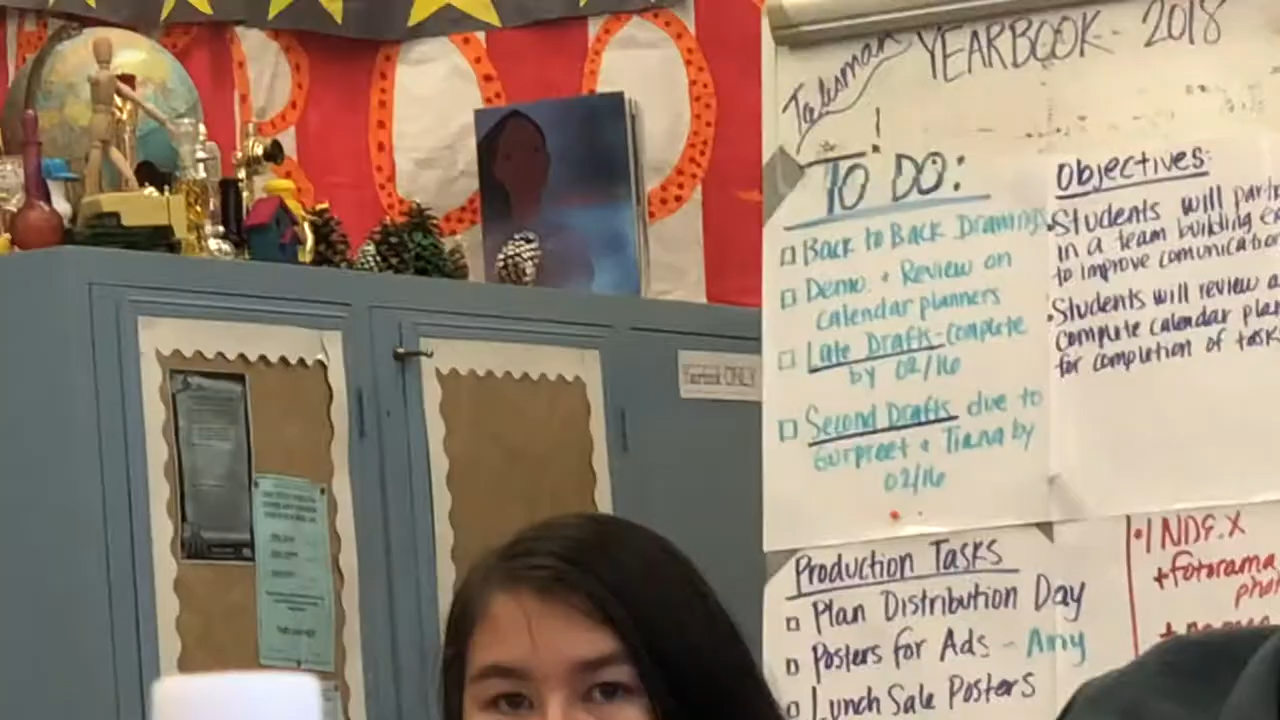 Talisman
YEARBOOK - 2018
TO DO:
Back to Back Drawings
Demo. + Review on
calendar planners
Late Drafts - complete
by 02/16
Second Drafts due to
Gurpreet + Tiana by
02/16
Objectives:
Students will
in a team building
to improve comunication
Students will review
complete calendar
for completion of task
Production Tasks
Plan Distribution Day
Posters for Ads - Amy
Lunch Sale Posters
INDEX
+ fotorama
Yearbook ONLY